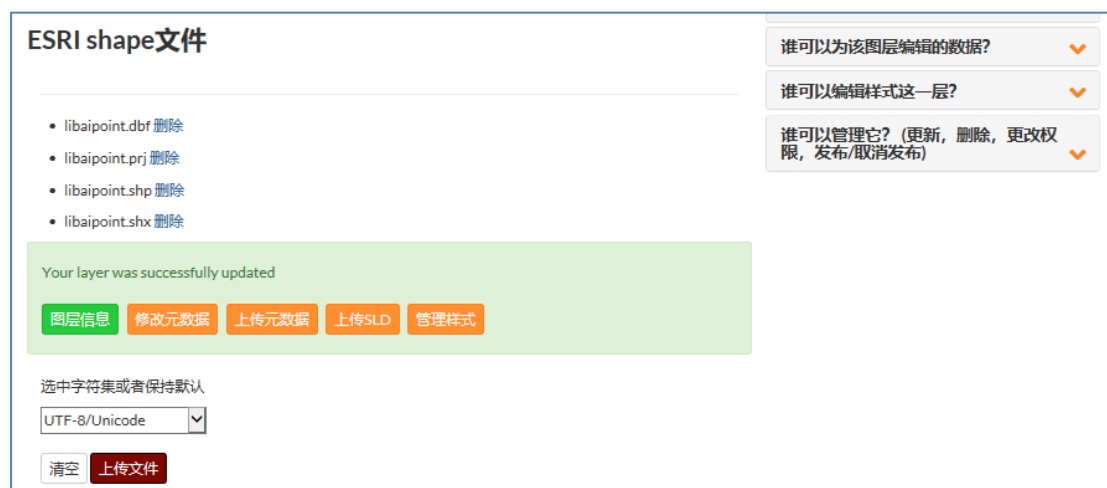 ESRI shape文件
libaipoint.dbf 删除
libaipoint.prj 删除
libaipoint.shp 删除
libaipoint.shx 删除
Your layer was successfully updated
图层信息 修改元数据 上传元数据 上传SLD 管理样式
选中字符集或者保持默认
UTF-8/Unicode
清空 上传文件
谁可以为该图层编辑的数据?
谁可以编辑样式这一层?
谁可以管理它? (更新, 删除, 更改权
限, 发布/取消发布)